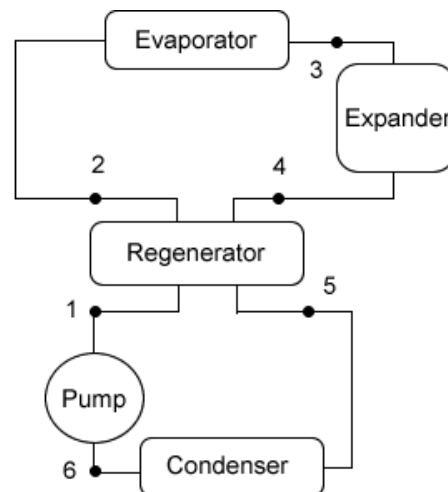 Evaporator
3
Expander
2
4
Regenerator
1
5
Pump
6
Condenser